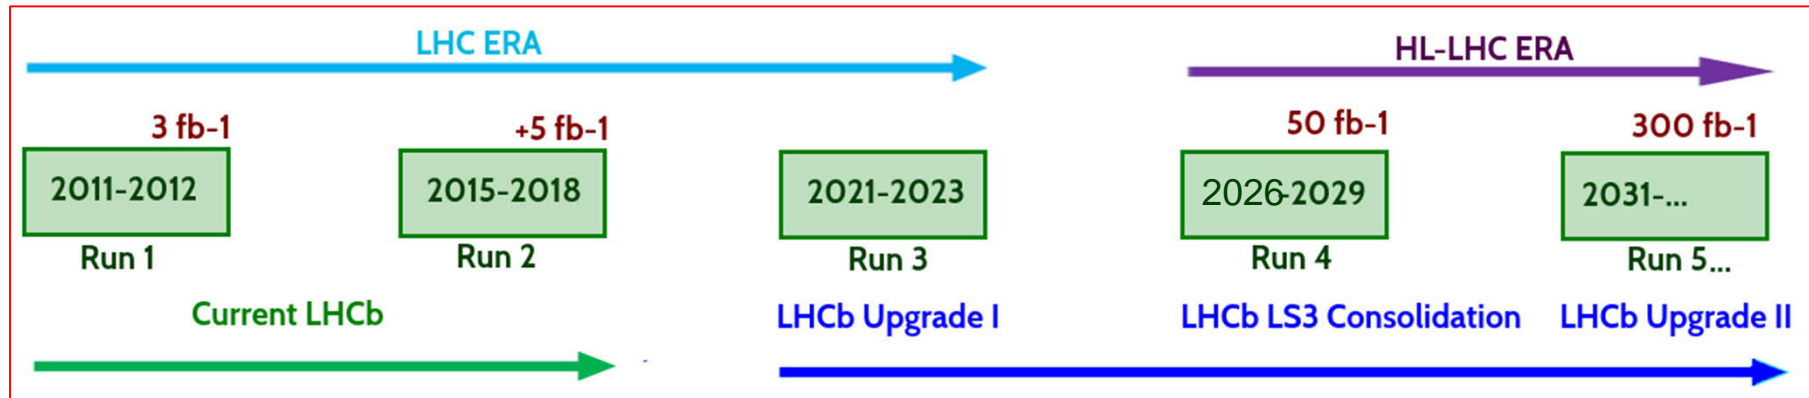 LHC ERA
HL-LHC ERA
3 fb-1
+5 fb-1
50 fb-1
300 fb-1
2011-2012
2015-2018
2021-2023
2026-2029
2031-...
Run 1
Run 2
Run 3
Run 4
Run 5...
Current LHCb
LHCb Upgrade I
LHCb LS3 Consolidation
LHCb Upgrade II